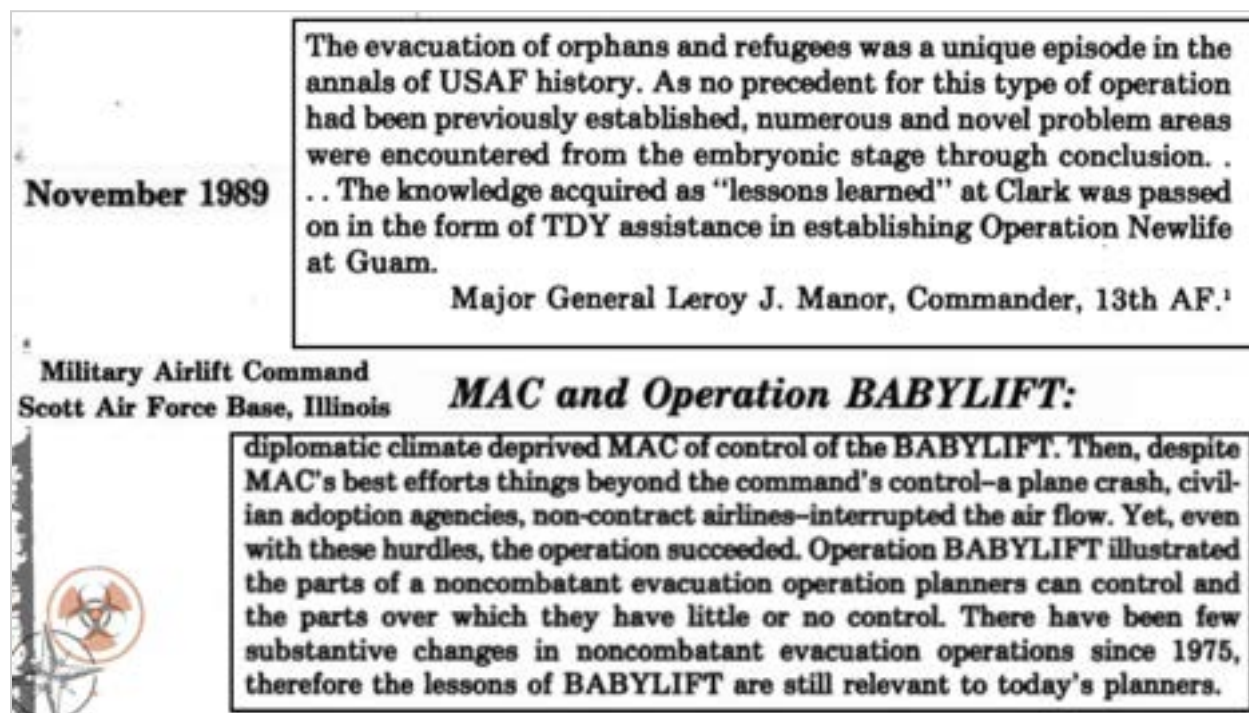 The evacuation of orphans and refugees was a unique episode in the
annals of USAF history. As no precedent for this type of operation
had been previously established, numerous and novel problem areas
were encountered from the embryonic stage through conclusion. .
. . The knowledge acquired as "lessons learned" at Clark was passed
on in the form of TDY assistance in establishing Operation Newlife
at Guam.
Major General Leroy J. Manor, Commander, 13th AF.¹
November 1989
Military Airlift Command
Scott Air Force Base, Illinois
MAC and Operation BABYLIFT:
diplomatic climate deprived MAC of control of the BABYLIFT. Then, despite
MAC's best efforts things beyond the command's control–a plane crash, civil-
ian adoption agencies, non-contract airlines–interrupted the air flow. Yet, even
with these hurdles, the operation succeeded. Operation BABYLIFT illustrated
the parts of a noncombatant evacuation operation planners can control and
the parts over which they have little or no control. There have been few
substantive changes in noncombatant evacuation operations since 1975,
therefore the lessons of BABYLIFT are still relevant to today's planners.